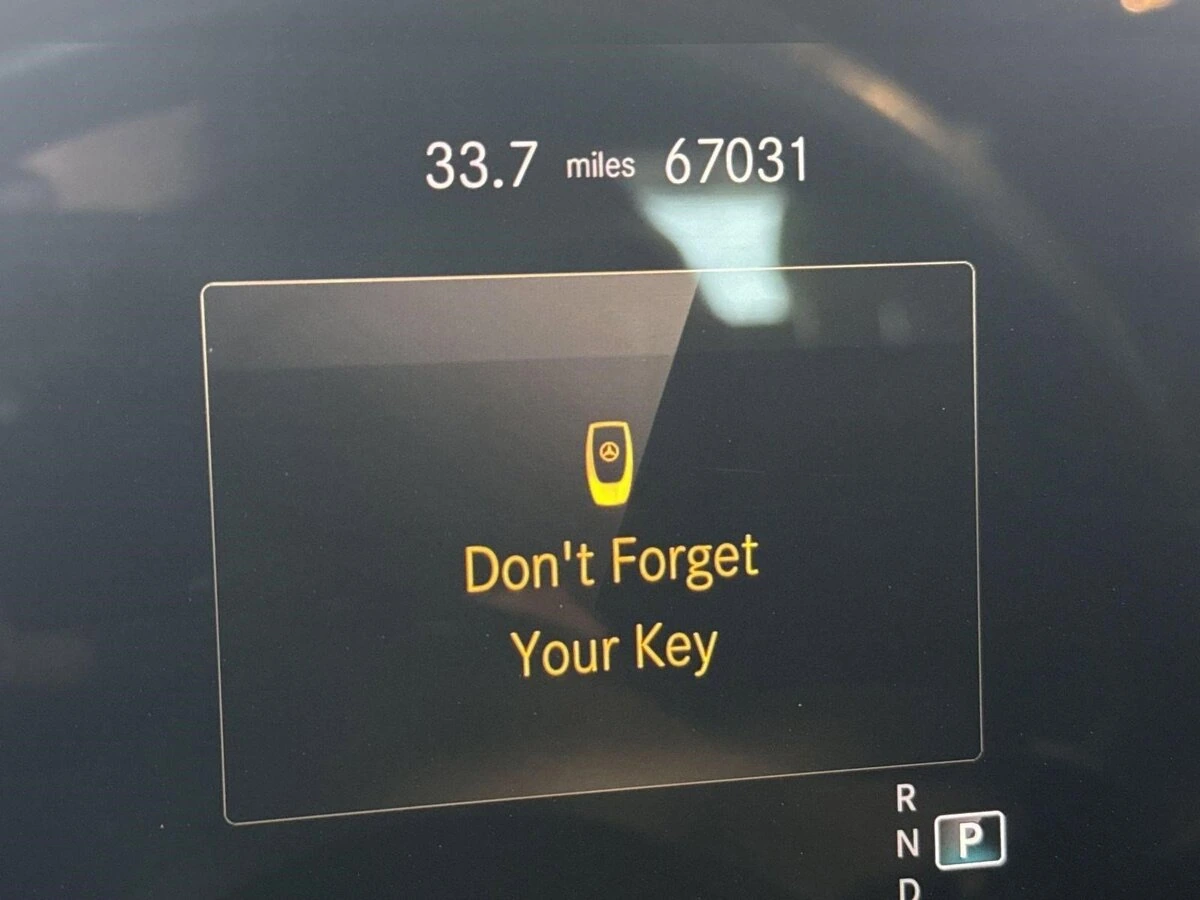 33.7 miles 67031
Don't Forget
Your Key
R
N P
D